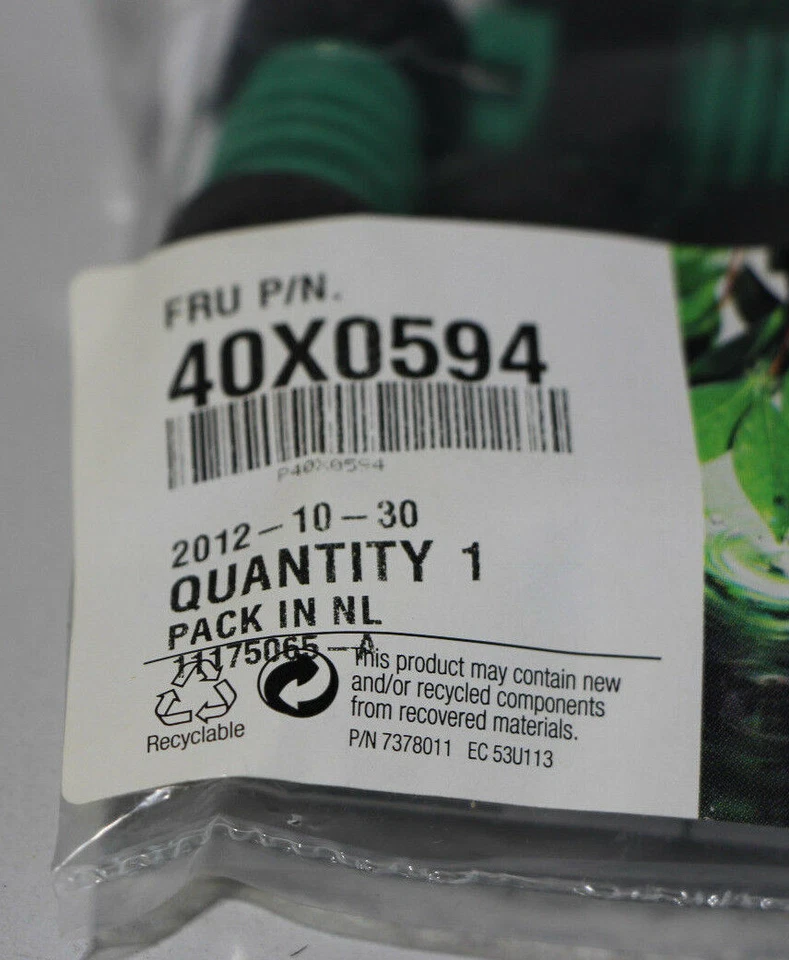 FRU P/N.
40X0594
P40X0594
2012-10-30
QUANTITY 1
PACK IN NL
11175065-A
This product may contain new
and/or recycled components
from recovered materials.
Recyclable
P/N 7378011 EC 53U113